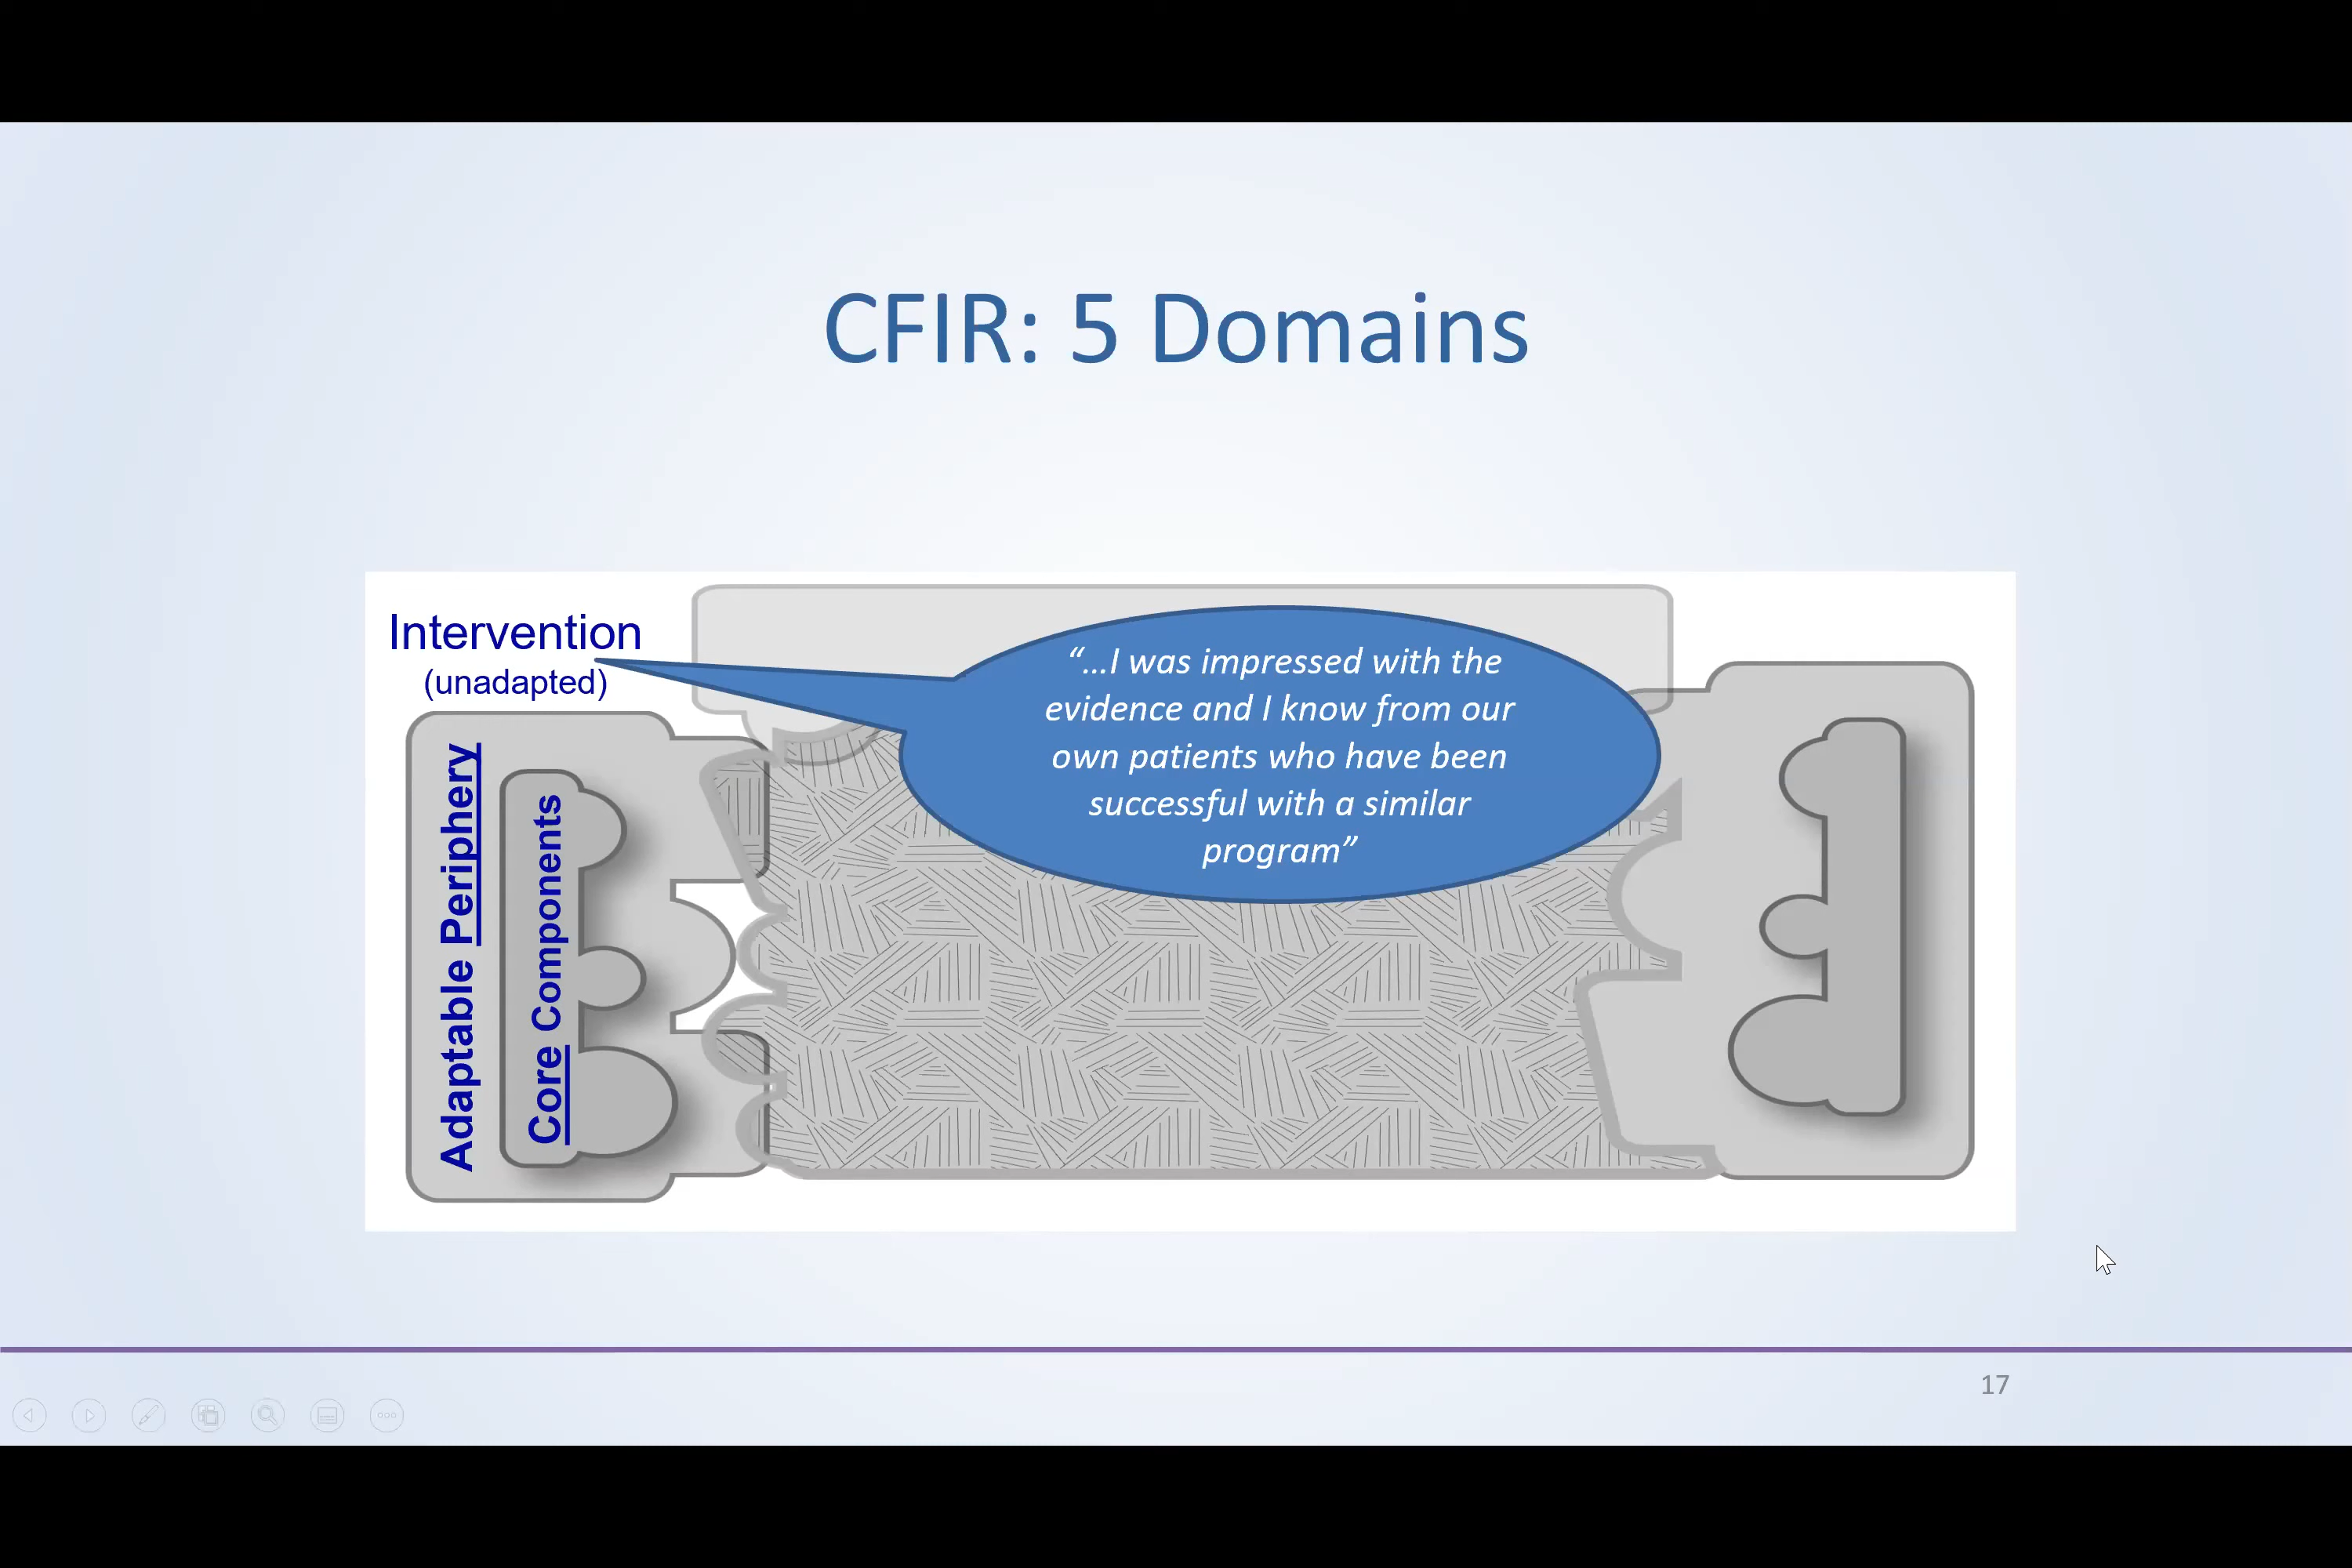 CFIR: 5 Domains
Intervention
(unadapted)
“...I was impressed with the
evidence and I know from our
own patients who have been
successful with a similar
program”
Adaptable Periphery
Core Components
17